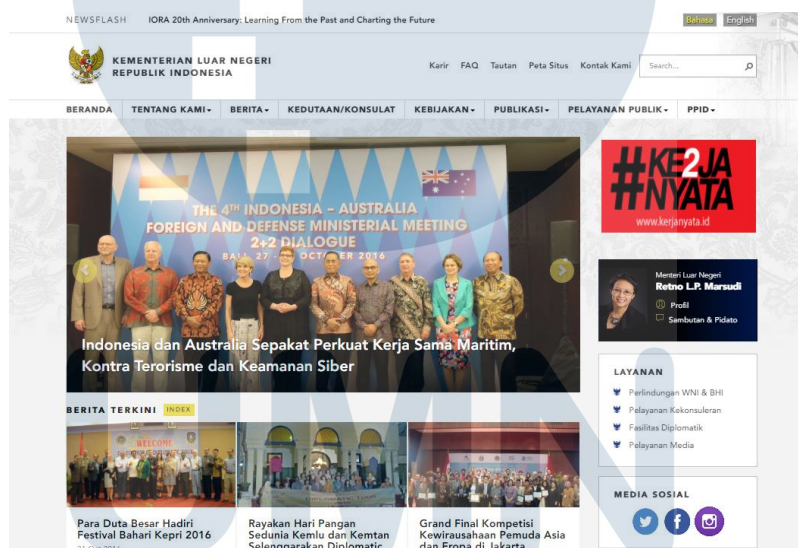 NEWSFLASH IORA 20th Anniversary: Learning From the Past and Charting the Future Bahasa English
KEMENTERIAN LUAR NEGERI
REPUBLIK INDONESIA
Karir FAQ Tautan Peta Situs Kontak Kami Search...
BERANDA TENTANG KAMI BERITA KEDUTAAN/KONSULAT KEBIJAKAN PUBLIKASI PELAYANAN PUBLIK PPID
THE 4TH INDONESIA - AUSTRALIA
FOREIGN AND DEFENSE MINISTERIAL MEETING
2+2 DIALOGUE
BALI, 27 - OCTOBER 2016
Indonesia dan Australia Sepakat Perkuat Kerja Sama Maritim,
Kontra Terorisme dan Keamanan Siber
#KE2JA
NYATA
www.kerjanyata.id
Menteri Luar Negeri
Retno L.P. Marsudi
Profil
Sambutan & Pidato
LAYANAN
Perlindungan WNI & BHI
Pelayanan Kekonsuleran
Fasilitas Diplomatik
Pelayanan Media
MEDIA SOSIAL
BERITA TERKINI INDEX
WELCOME
DIPLOMATIC TOUR
Para Duta Besar Hadiri
Festival Bahari Kepri 2016
Rayakan Hari Pangan
Sedunia Kemlu dan Kemtan
Selenggarakan Diplomatic
Grand Final Kompetisi
Kewirausahaan Pemuda Asia
dan Eropa di Jakarta
UMN